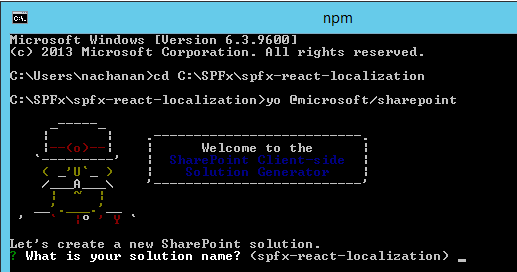 npm
Microsoft Windows [Version 6.3.9600]
(c) 2013 Microsoft Corporation. All rights reserved.
C:\Users\nachanan>cd C:\SPFx\spfx-react-localization
C:\SPFx\spfx-react-localization>yo @microsoft/sharepoint
Welcome to the
SharePoint Client-side
Solution Generator
Let's create a new SharePoint solution.
? What is your solution name? (spfx-react-localization) _